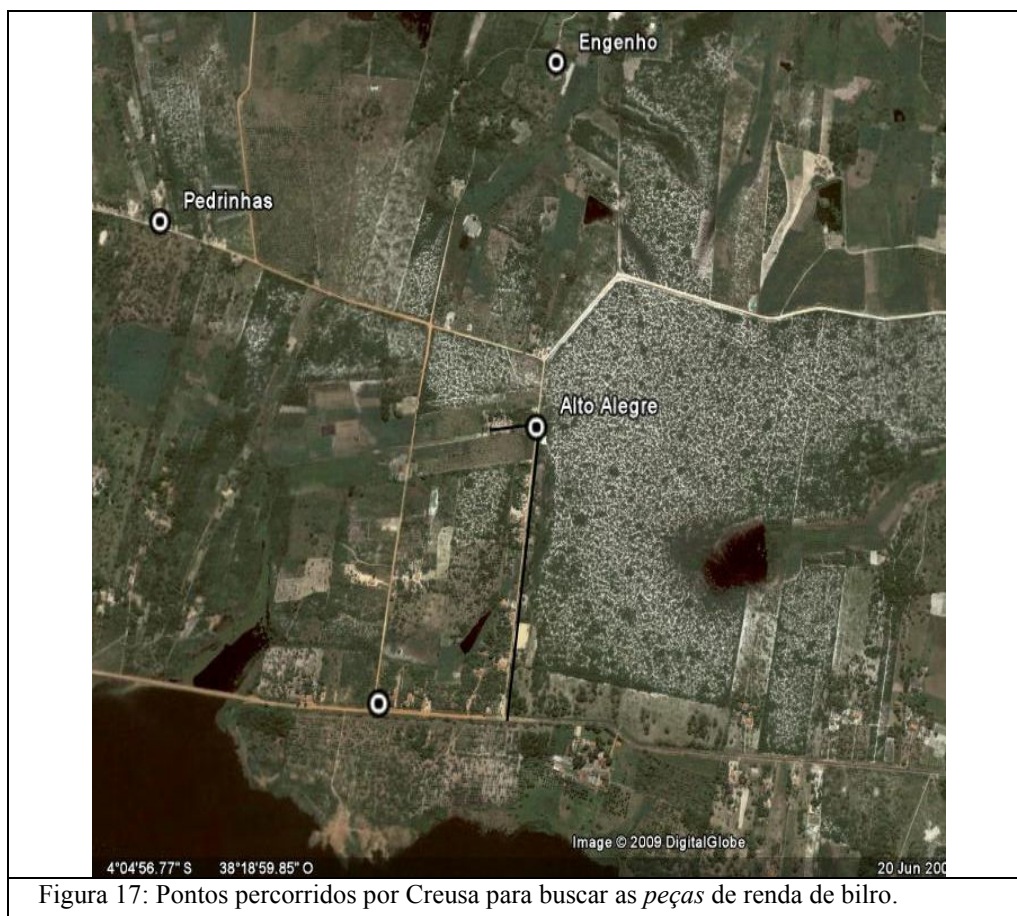 Engenho
Pedrinhas
Alto Alegre
Image © 2009 DigitalGlobe
4°04'56.77" S 38°18'59.85" O
20 Jun 200
Figura 17: Pontos percorridos por Creusa para buscar as peças de renda de bilro.